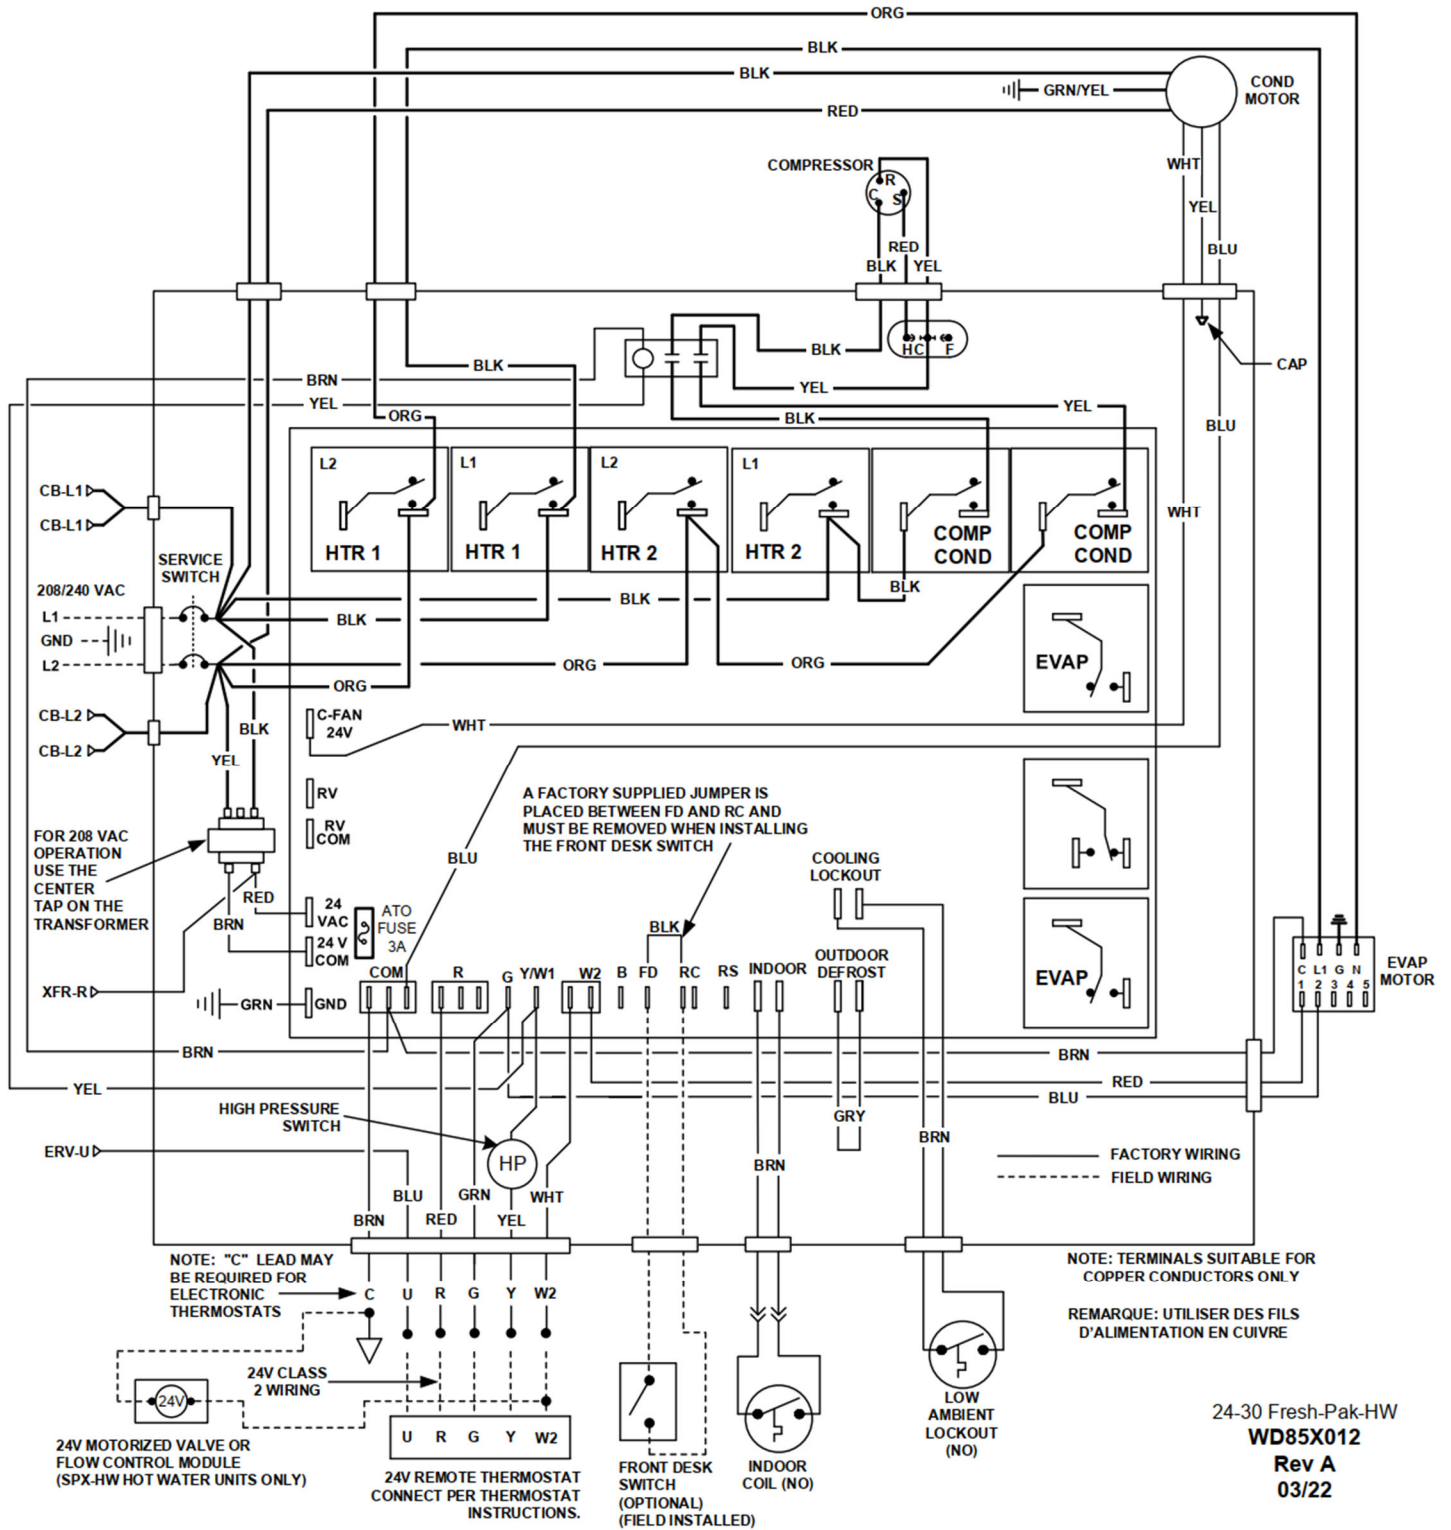 ORG
BLK
BLK
GRN/YEL
COND
MOTOR
RED
COMPRESSOR
R
C
S
WHT
YEL
BLU
RED
BLK
YEL
HC
F
CAP
BLK
BLK
BRN
YEL
YEL
ORG
BLK
YEL
BLU
L2
HTR 1
L1
HTR 1
L2
HTR 2
L1
HTR 2
COMP
COND
COMP
COND
CB-L1
CB-L1
WHT
SERVICE
SWITCH
208/240 VAC
L1
GND
L2
BLK
BLK
BLK
ORG
ORG
ORG
EVAP
CB-L2
CB-L2
C-FAN
24V
WHT
BLK
YEL
RV
RV
COM
A FACTORY SUPPLIED JUMPER IS
PLACED BETWEEN FD AND RC AND
MUST BE REMOVED WHEN INSTALLING
THE FRONT DESK SWITCH
FOR 208 VAC
OPERATION
USE THE
CENTER
TAP ON THE
TRANSFORMER
BLU
COOLING
LOCKOUT
RED
BRN
24
VAC
24 V
COM
ATO
FUSE
3A
BLK
OUTDOOR
DEFROST
EVAP
XFR-R
GRN
GND
COM
R
G
Y/W1
W2
B
FD
RC
RS
INDOOR
C L1 G N
1 2 3 4 5
EVAP
MOTOR
BRN
BRN
YEL
RED
BLU
HIGH PRESSURE
SWITCH
GRY
BRN
ERV-U
HP
BRN
FACTORY WIRING
FIELD WIRING
BLU
GRN
WHT
BRN
RED
YEL
NOTE: "C" LEAD MAY
BE REQUIRED FOR
ELECTRONIC
THERMOSTATS
C U R G Y W2
NOTE: TERMINALS SUITABLE FOR
COPPER CONDUCTORS ONLY
REMARQUE: UTILISER DES FILS
D'ALIMENTATION EN CUIVRE
24V CLASS
2 WIRING
24V
U R G Y W2
24V MOTORIZED VALVE OR
FLOW CONTROL MODULE
(SPX-HW HOT WATER UNITS ONLY)
24V REMOTE THERMOSTAT
CONNECT PER THERMOSTAT
INSTRUCTIONS.
FRONT DESK
SWITCH
(OPTIONAL)
(FIELD INSTALLED)
INDOOR
COIL (NO)
LOW
AMBIENT
LOCKOUT
(NO)
24-30 Fresh-Pak-HW
WD85X012
Rev A
03/22